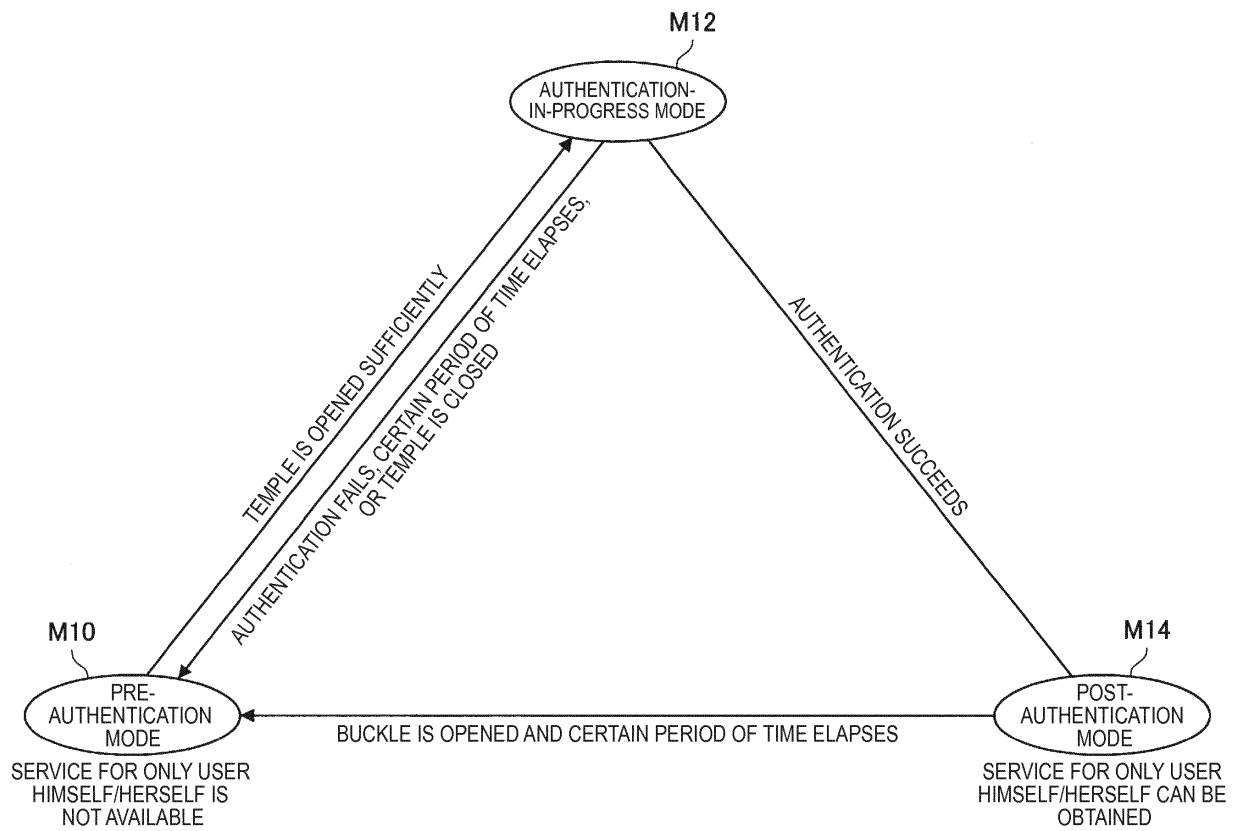 M12
AUTHENTICATION-
IN-PROGRESS MODE
TEMPLE IS OPENED SUFFICIENTLY
AUTHENTICATION FAILS, CERTAIN PERIOD OF TIME ELAPSES,
OR TEMPLE IS CLOSED
AUTHENTICATION SUCCEEDS
M10
PRE-
AUTHENTICATION
MODE
SERVICE FOR ONLY USER
HIMSELF/HERSELF IS
NOT AVAILABLE
BUCKLE IS OPENED AND CERTAIN PERIOD OF TIME ELAPSES
M14
POST-
AUTHENTICATION
MODE
SERVICE FOR ONLY USER
HIMSELF/HERSELF CAN BE
OBTAINED